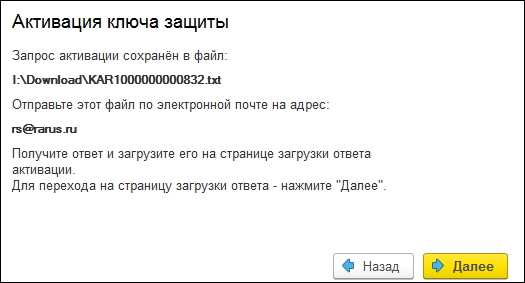 Активация ключа защиты
Запрос активации сохранён в файл:
I:\Download\KAR1000000000832.txt
Отправьте этот файл по электронной почте на адрес:
rs@rarus.ru
Получите ответ и загрузите его на странице загрузки ответа
активации.
Для перехода на страницу загрузки ответа - нажмите "Далее".
Назад
Далее